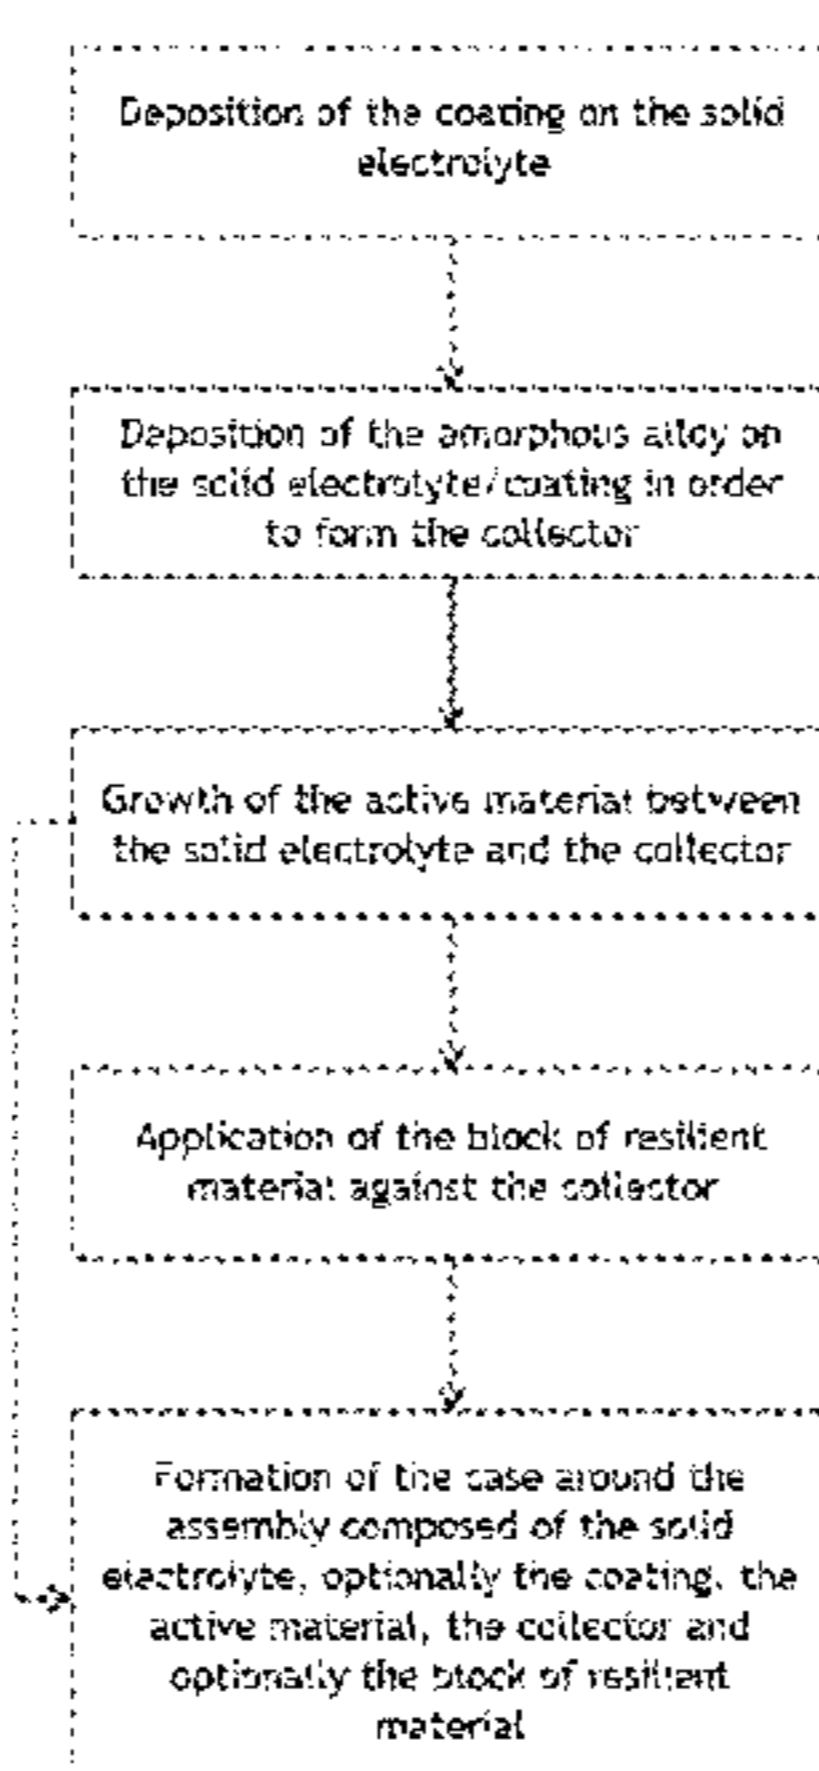 Deposition of the coating on the solid
electrolyte
Deposition of the amorphous alloy on
the solid electrolyte/coating in order
to form the collector
Growth of the active material between
the solid electrolyte and the collector
Application of the block of resilient
material against the collector
Formation of the case around the
assembly composed of the solid
electrolyte, optionally the coating, the
active material, the collector and
optionally the block of resilient
material